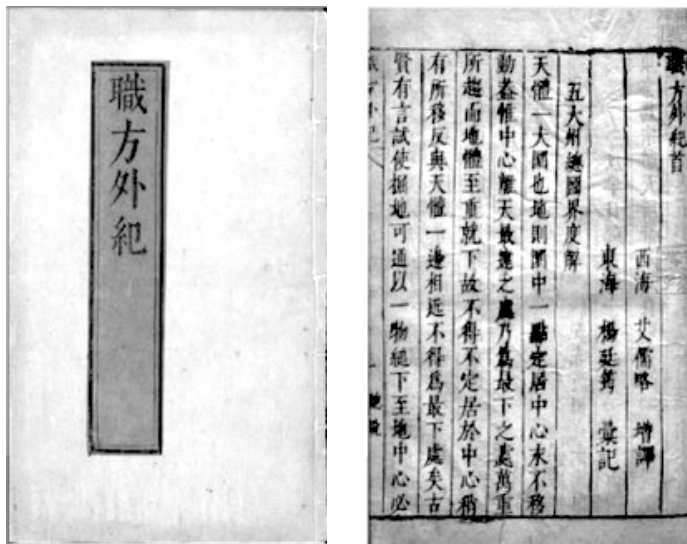 職方外紀
職方外紀首
西海 艾儒略 增譯
東海 楊廷筠 彙記
五大州總圖界度解
天體一大圜也地則圜中一點定居中心永不移
動蓋惟中心離天最遠之處乃爲最下之處萬重
所趨而地體至重就下故不得不定居於中心稍
有所移反與天體一邊相近不得爲最下處矣古
賢有言試使掘地可通以一物縋下至地中心必